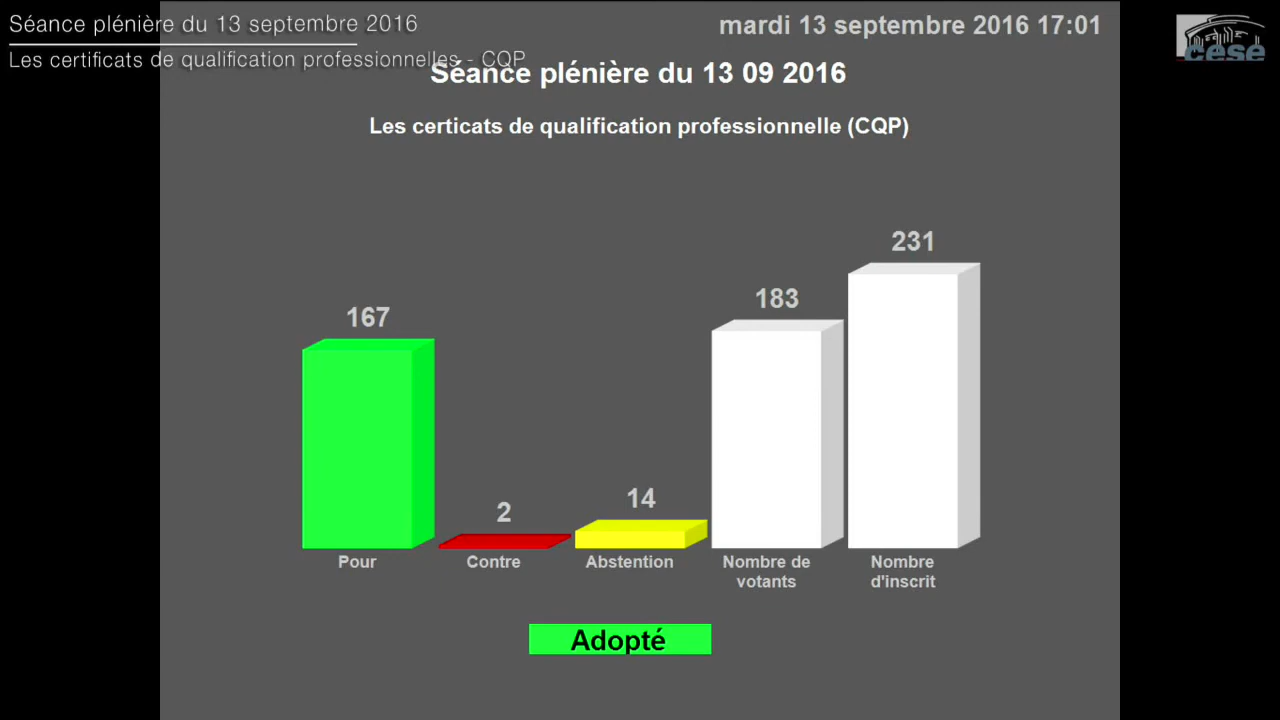 Séance plénière du 13 septembre 2016
mardi 13 septembre 2016 17:01
Les certificats de qualification professionnelles - CQP
cese
Séance plénière du 13 09 2016
Les certicats de qualification professionnelle (CQP)
231
183
167
14
2
Pour
Contre
Abstention
Nombre de
votants
Nombre
d'inscrit
Adopté